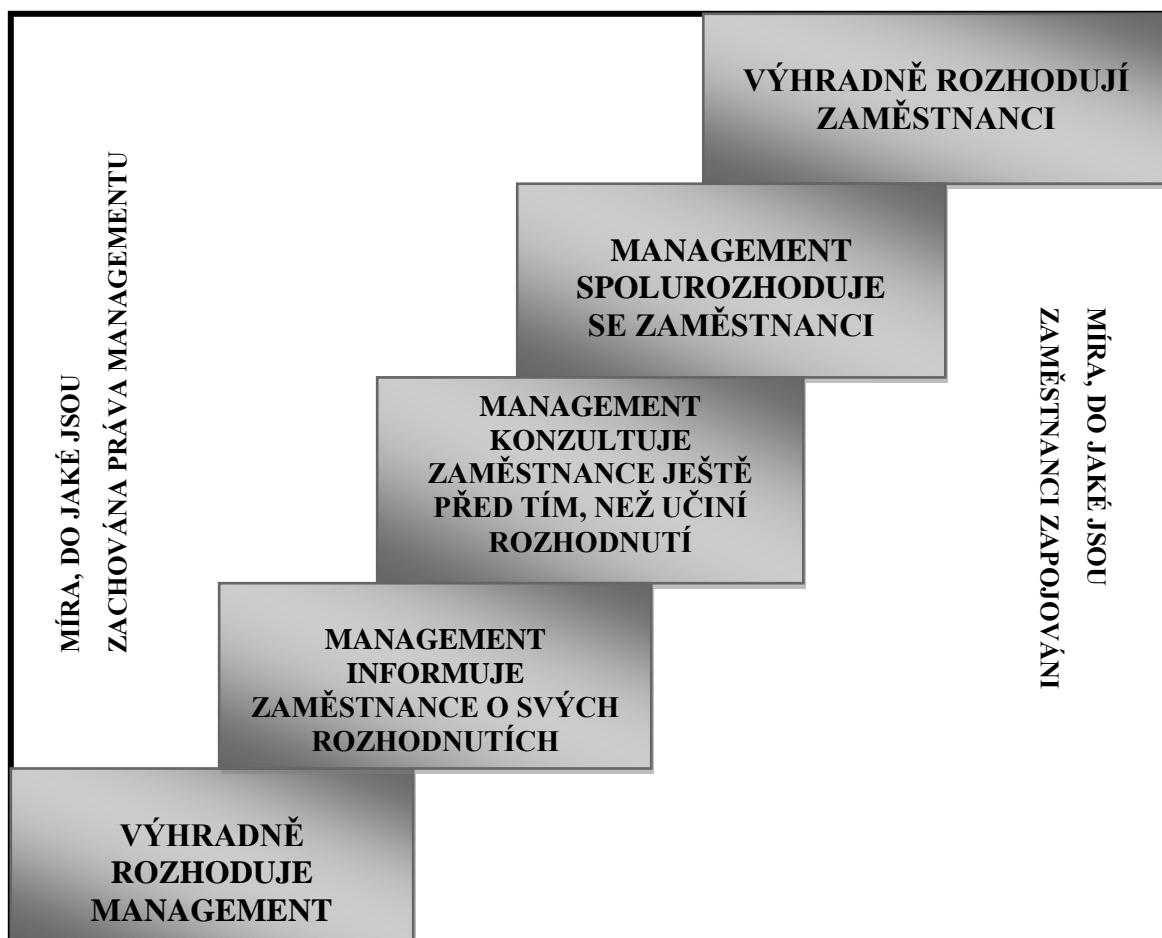 VÝHRADNĚ ROZHODUJÍ
ZAMĚSTNANCI
MANAGEMENT
SPOLUROZHODUJE
SE ZAMĚSTNANCI
MANAGEMENT
KONZULTUJE
ZAMĚSTNANCE JEŠTĚ
PŘED TÍM, NEŽ UČINÍ
ROZHODNUTÍ
MANAGEMENT
INFORMUJE
ZAMĚSTNANCE O SVÝCH
ROZHODNUTÍCH
VÝHRADNĚ
ROZHODUJE
MANAGEMENT
MÍRA, DO JAKÉ JSOU
ZACHOVÁNA PRÁVA MANAGEMENTU
MÍRA, DO JAKÉ JSOU
ZAMĚSTNANCI ZAPOJOVÁNI